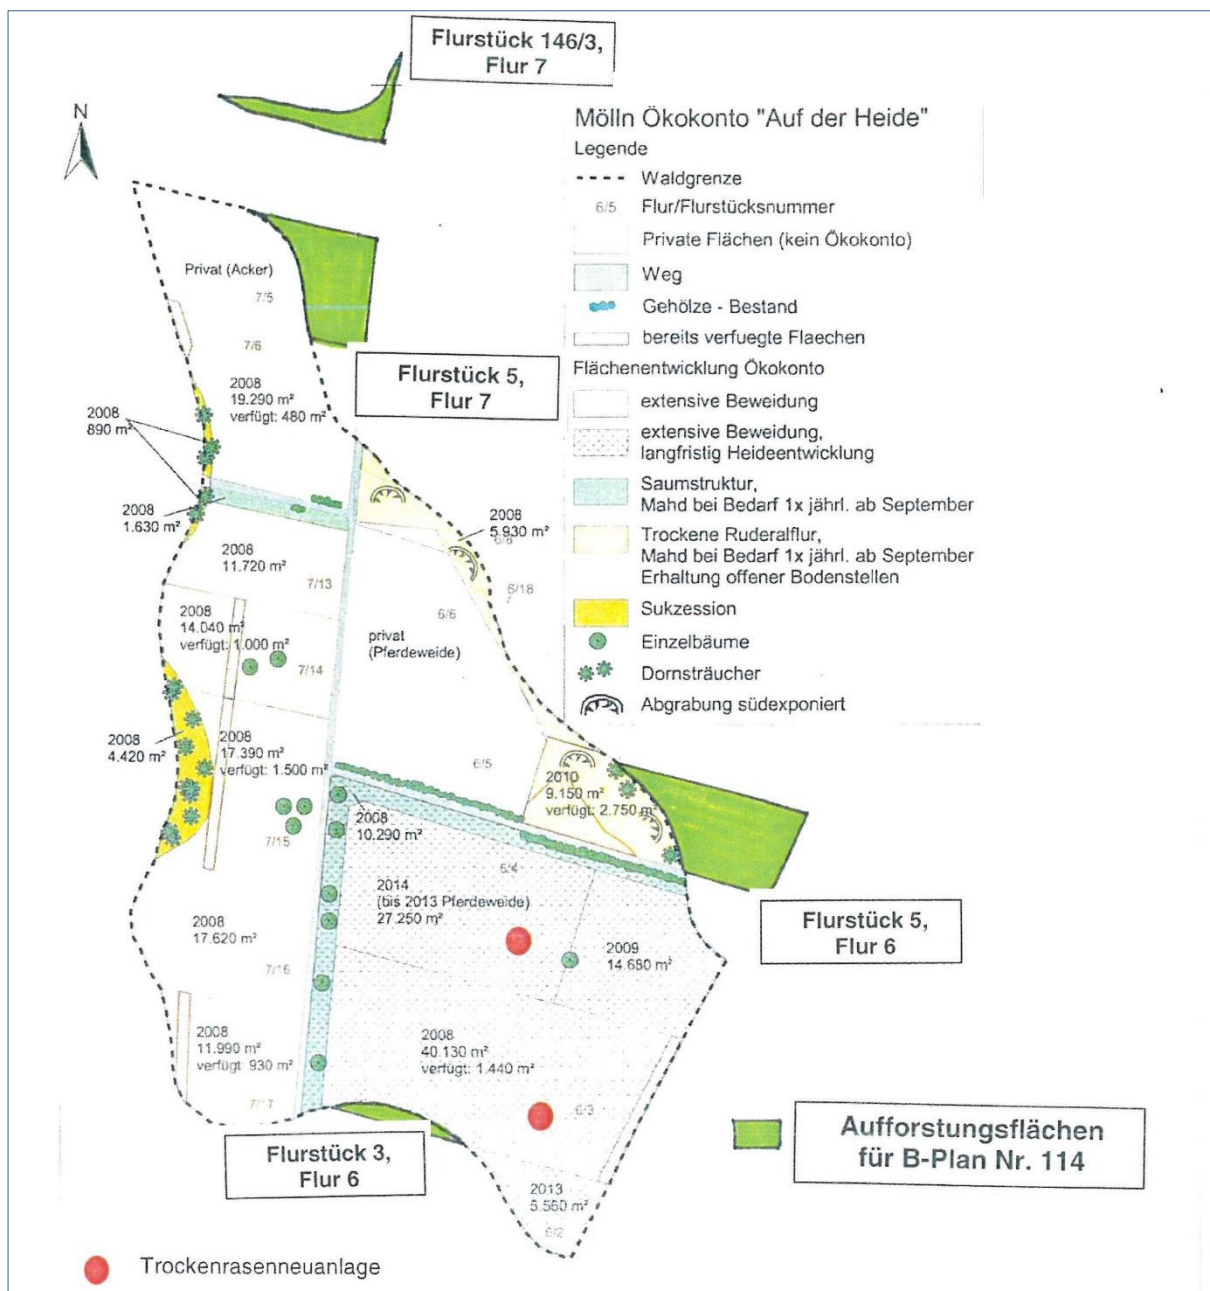 Flurstück 146/3,
Flur 7
N
Mölln Ökokonto "Auf der Heide"
Legende
Waldgrenze
6/5 Flur/Flurstücksnummer
Private Flächen (kein Ökokonto)
Weg
Gehölze - Bestand
bereits verfuegte Flaechen
Flächenentwicklung Ökokonto
extensive Beweidung
extensive Beweidung,
langfristig Heideentwicklung
Saumstruktur,
Mahd bei Bedarf 1x jährl. ab September
Trockene Ruderalflur,
Mahd bei Bedarf 1x jährl. ab September
Erhaltung offener Bodenstellen
Sukzession
Einzelbäume
Dornsträucher
Abgrabung südexponiert
Privat (Acker)
7/5
7/6
Flurstück 5,
Flur 7
2008
19.290 m²
verfügt: 480 m²
2008
890 m²
2008
1.630 m²
2008
5.930 m²
6/8
6/18
2008
11.720 m²
7/13
6/6
2008
14.040 m²
verfügt: 1.000 m²
7/14
privat
(Pferdeweide)
2008
4.420 m²
2008
17.390 m²
verfügt: 1.500 m²
6/5
2010
9.150 m²
verfügt: 2.750 m²
2008
10.290 m²
7/15
6/4
2014
(bis 2013 Pferdeweide)
27.250 m²
Flurstück 5,
Flur 6
2008
17.620 m²
7/16
2009
14.680 m²
2008
11.990 m²
verfügt: 930 m²
7/17
2008
40.130 m²
verfügt: 1.440 m²
6/3
Flurstück 3,
Flur 6
Aufforstungsflächen
für B-Plan Nr. 114
2013
5.560 m²
6/2
Trockenrasenneuanlage